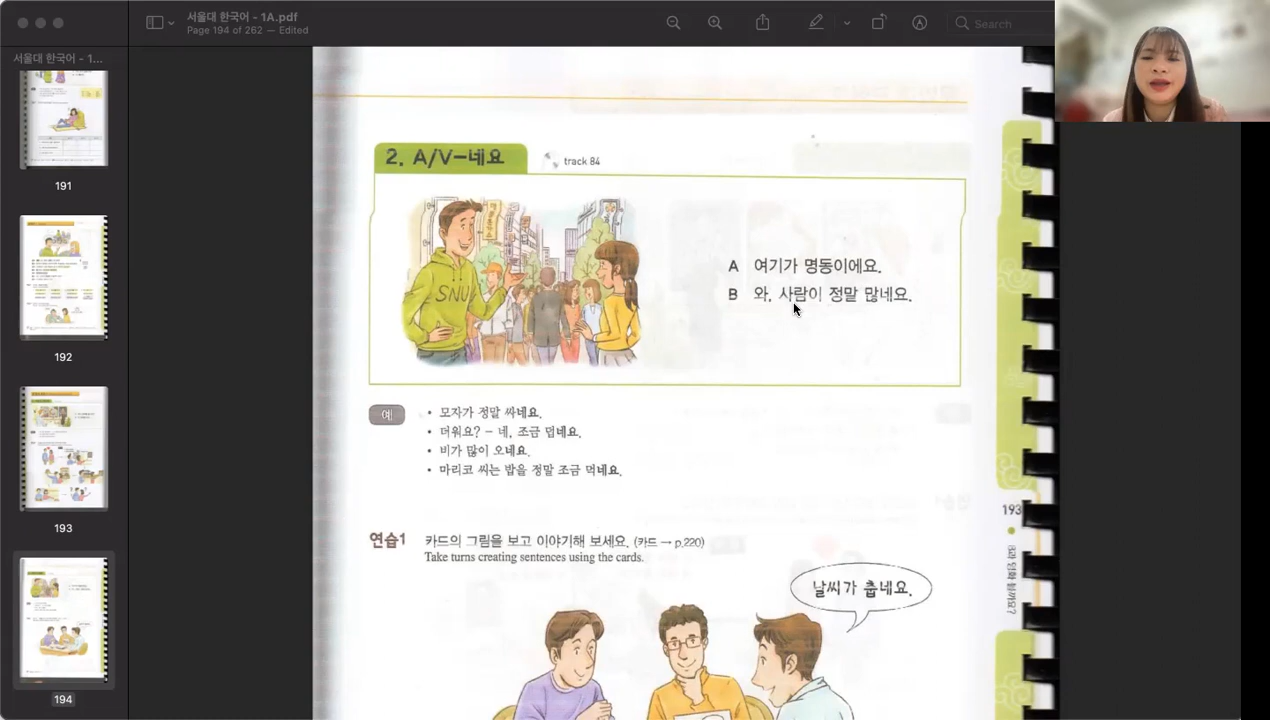 서울대 한국어 - 1A.pdf
Page 194 of 262 — Edited
Search
서울대 한국어 - 1...
191
192
193
194
2. A/V-네요
track 84
SNU
A 여기가 명동이에요.
B 와, 사람이 정말 많네요.
예
• 모자가 정말 싸네요.
• 더워요? – 네, 조금 덥네요.
• 비가 많이 오네요.
• 마리코 씨는 밥을 정말 조금 먹네요.
연습1 카드의 그림을 보고 이야기해 보세요. (카드 → p.220)
Take turns creating sentences using the cards.
날씨가 춥네요.
193